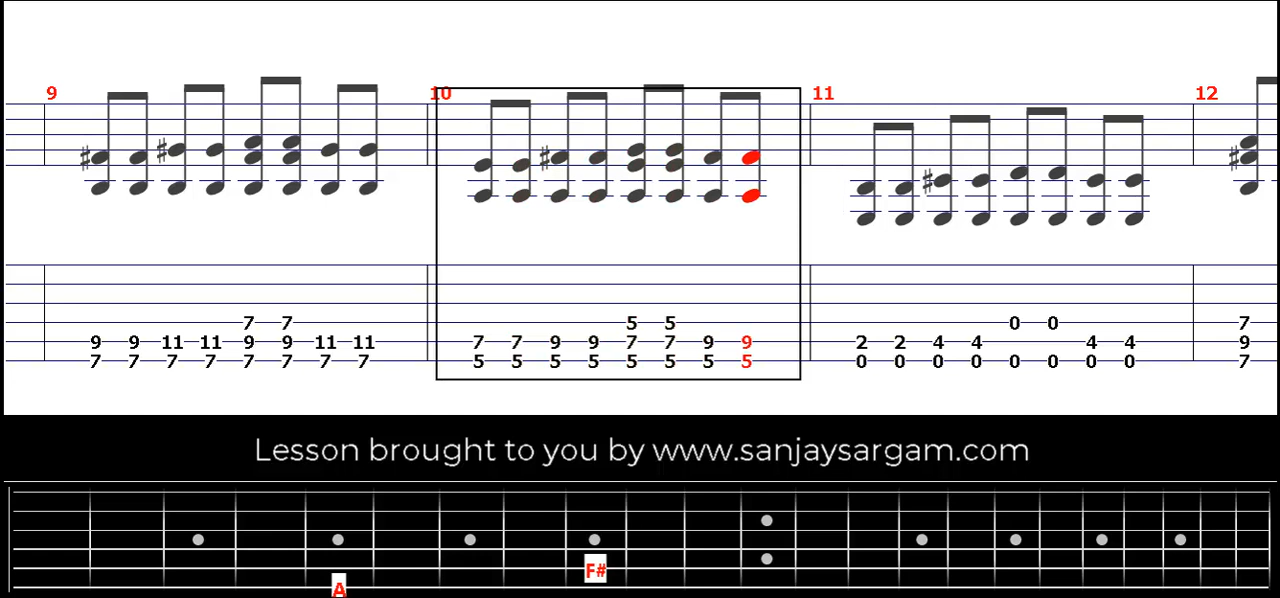 9 10 11 12
7 7 5 5 0 0 7
9 9 11 11 9 9 11 11 7 7 9 9 7 7 9 9 2 2 4 4 4 4 9
7 7 7 7 7 7 7 7 5 5 5 5 5 5 5 5 0 0 0 0 0 0 0 0 7
Lesson brought to you by www.sanjaysargam.com
F#
A